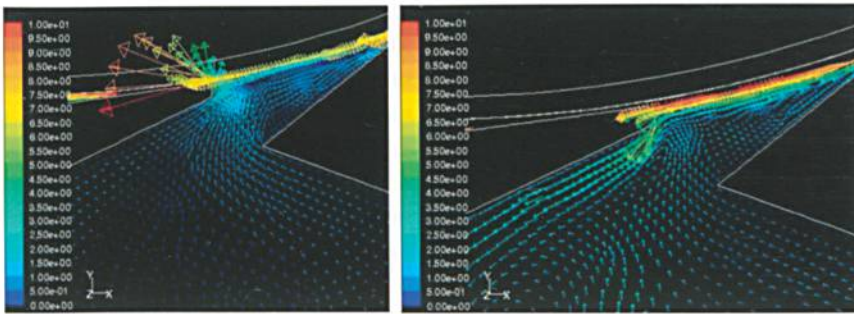 1.00e+01
9.50e+00
9.00e+00
8.50e+00
8.00e+00
7.50e+00
7.00e+00
6.50e+00
6.00e+00
5.50e+00
5.00e+00
4.50e+00
4.00e+00
3.50e+00
3.00e+00
2.50e+00
2.00e+00
1.50e+00
1.00e+00
5.00e-01
0.00e+00
Y
Z X
1.00e+01
9.50e+00
9.00e+00
8.50e+00
8.00e+00
7.50e+00
7.00e+00
6.50e+00
6.00e+00
5.50e+00
5.00e+00
4.50e+00
4.00e+00
3.50e+00
3.00e+00
2.50e+00
2.00e+00
1.50e+00
1.00e+00
5.00e-01
0.00e+00
Y
Z X